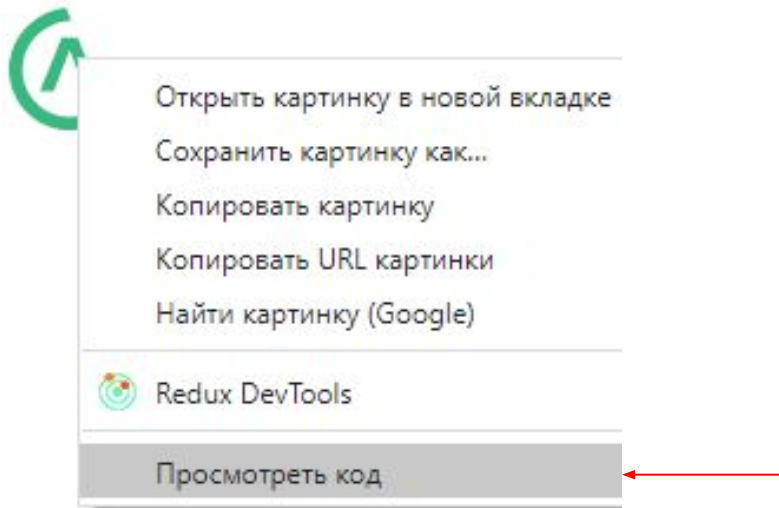 Открыть картинку в новой вкладке
Сохранить картинку как...
Копировать картинку
Копировать URL картинки
Найти картинку (Google)
Redux DevTools
Просмотреть код